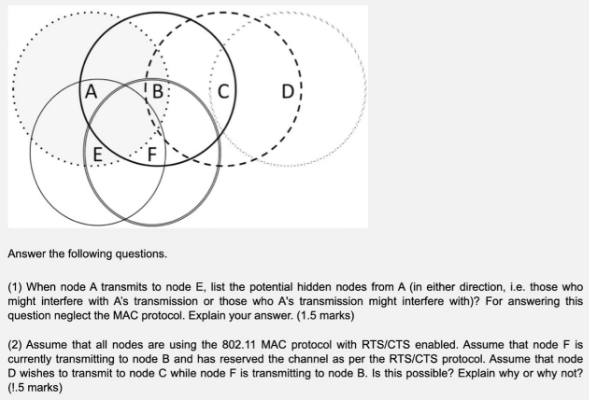 A B C D
E F
Answer the following questions.
(1) When node A transmits to node E, list the potential hidden nodes from A (in either direction, i.e. those who
might interfere with A's transmission or those who A's transmission might interfere with)? For answering this
question neglect the MAC protocol. Explain your answer. (1.5 marks)
(2) Assume that all nodes are using the 802.11 MAC protocol with RTS/CTS enabled. Assume that node F is
currently transmitting to node B and has reserved the channel as per the RTS/CTS protocol. Assume that node
D wishes to transmit to node C while node F is transmitting to node B. Is this possible? Explain why or why not?
(!.5 marks)